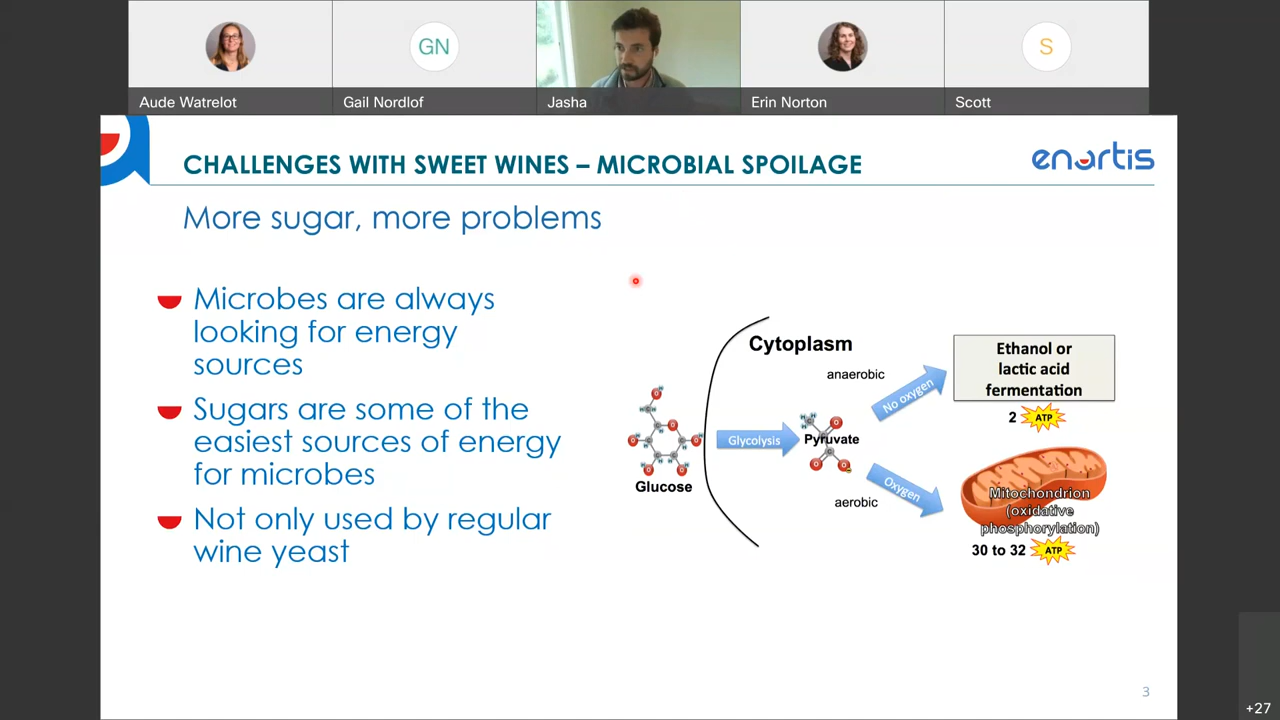 GN
S
Aude Watrelot
Gail Nordlof
Jasha
Erin Norton
Scott
CHALLENGES WITH SWEET WINES – MICROBIAL SPOILAGE
enartis
More sugar, more problems
Microbes are always
looking for energy
sources
Sugars are some of the
easiest sources of energy
for microbes
Not only used by regular
wine yeast
Cytoplasm
anaerobic
No oxygen
Ethanol or
lactic acid
fermentation
2 ATP
Glycolysis
Pyruvate
Glucose
Oxygen
aerobic
Mitochondrion
(oxidative
phosphorylation)
30 to 32 ATP
3
+27